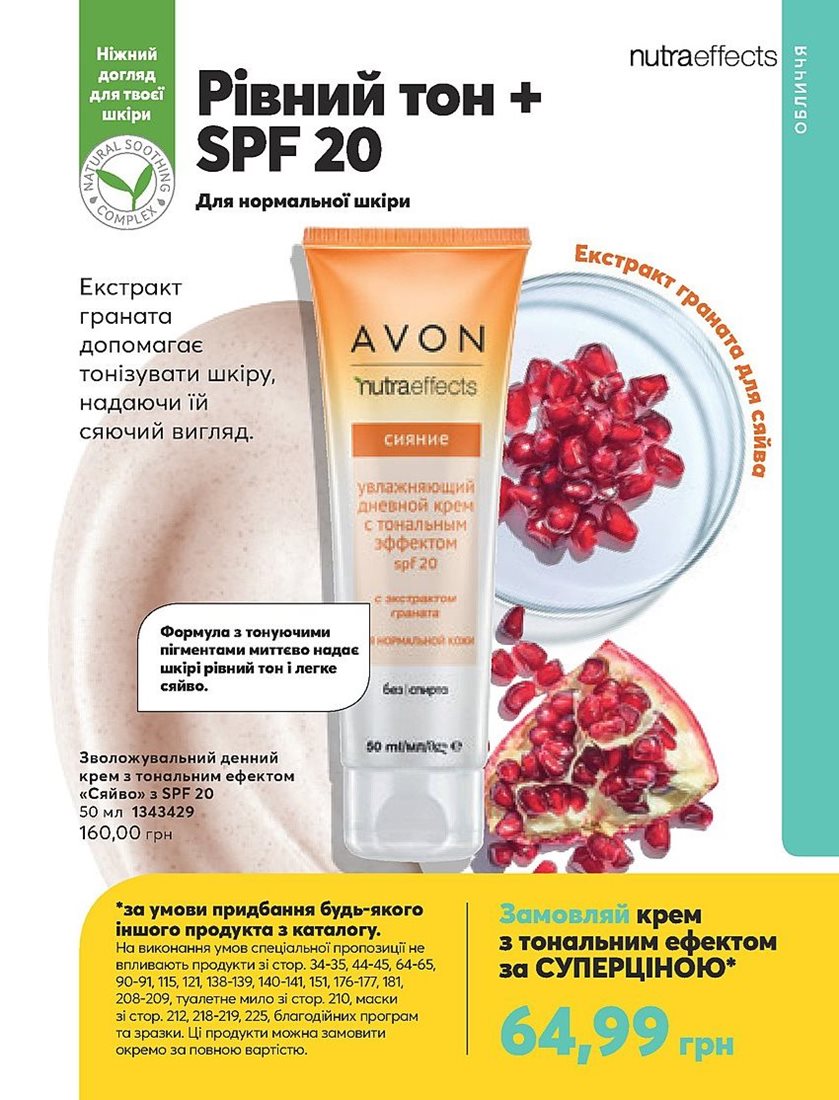 Ніжний
догляд
для твоєї
шкіри
NATURAL SOOTHING
COMPLEX
Рівний тон +
SPF 20
Для нормальної шкіри
nutraeffects
ОБЛИЧЧЯ
Екстракт
граната
допомагає
тонізувати шкіру,
надаючи їй
сяючий вигляд.
Екстракт граната для сяйва
AVON
nutraeffects
сияние
увлажняющий
дневной крем
с тональным
эффектом
spf 20
с экстрактом
граната
нормальной кожи
без спирта
50 ml/мл/
Формула з тонуючими
пігментами миттєво надає
шкірі рівний тон і легке
сяйво.
Зволожувальний денний
крем з тональним ефектом
«Сяйво» з SPF 20
50 мл 1343429
160,00 грн
*за умови придбання будь-якого
іншого продукта з каталогу.
На виконання умов спеціальної пропозиції не
впливають продукти зі стор. 34-35, 44-45, 64-65,
90-91, 115, 121, 138-139, 140-141, 151, 176-177, 181,
208-209, туалетне мило зі стор. 210, маски
зі стор. 212, 218-219, 225, благодійних програм
та зразки. Ці продукти можна замовити
окремо за повною вартістю.
Замовляй крем
з тональним ефектом
за СУПЕРЦІНОЮ*
64,99 грн